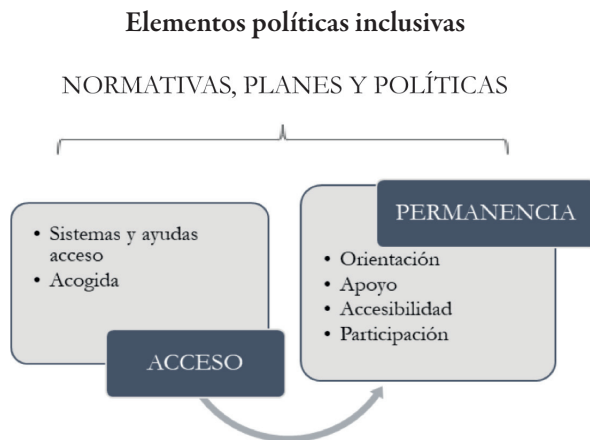 Elementos políticas inclusivas
NORMATIVAS, PLANES Y POLÍTICAS
• Sistemas y ayudas
acceso
• Acogida
ACCESO
PERMANENCIA
• Orientación
• Apoyo
• Accesibilidad
• Participación